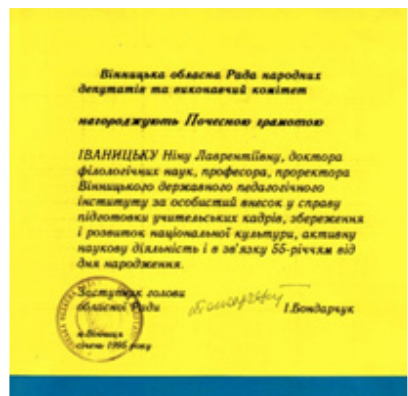 Вінницька обласна Рада народних
депутатів та виконавчий комітет
нагороджують Почесною грамотою
ІВАНИЦЬКУ Ніну Лаврентіївну, доктора
філологічних наук, професора, проректора
Вінницького державного педагогічного
інституту за особистий внесок у справу
підготовки учительських кадрів, збереження
і розвиток національної культури, активну
наукову діяльність і в зв'язку 55-річчям від
дня народження.
Заступник голови
обласної Ради І.Бондарчук
м.Вінниця
січень 1995 року